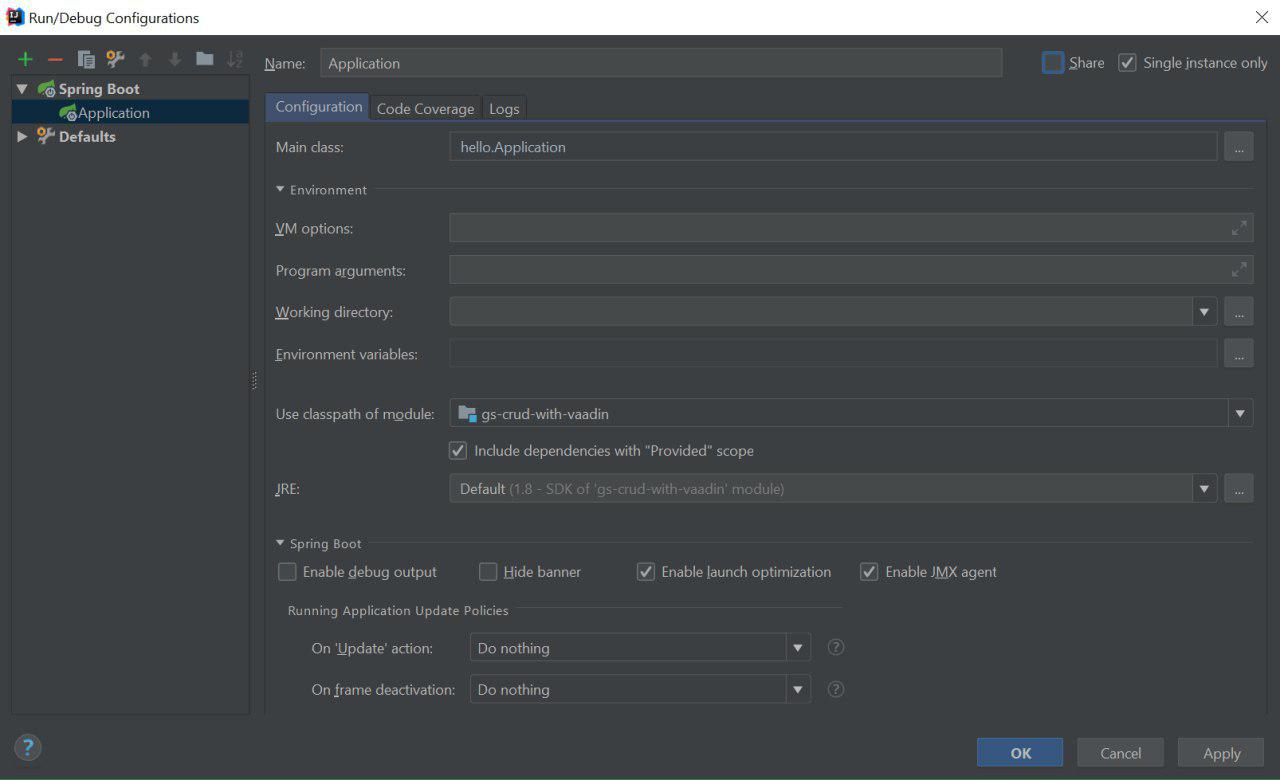 Run/Debug Configurations
Name: Application Share Single instance only
Spring Boot
Application
Defaults
Configuration Code Coverage Logs
Main class: hello.Application ...
Environment
VM options:
Program arguments:
Working directory: ...
Environment variables: ...
Use classpath of module: gs-crud-with-vaadin
Include dependencies with "Provided" scope
JRE: Default (1.8 - SDK of 'gs-crud-with-vaadin' module) ...
Spring Boot
Enable debug output Hide banner Enable launch optimization Enable JMX agent
Running Application Update Policies
On 'Update' action: Do nothing ?
On frame deactivation: Do nothing ?
? OK Cancel Apply